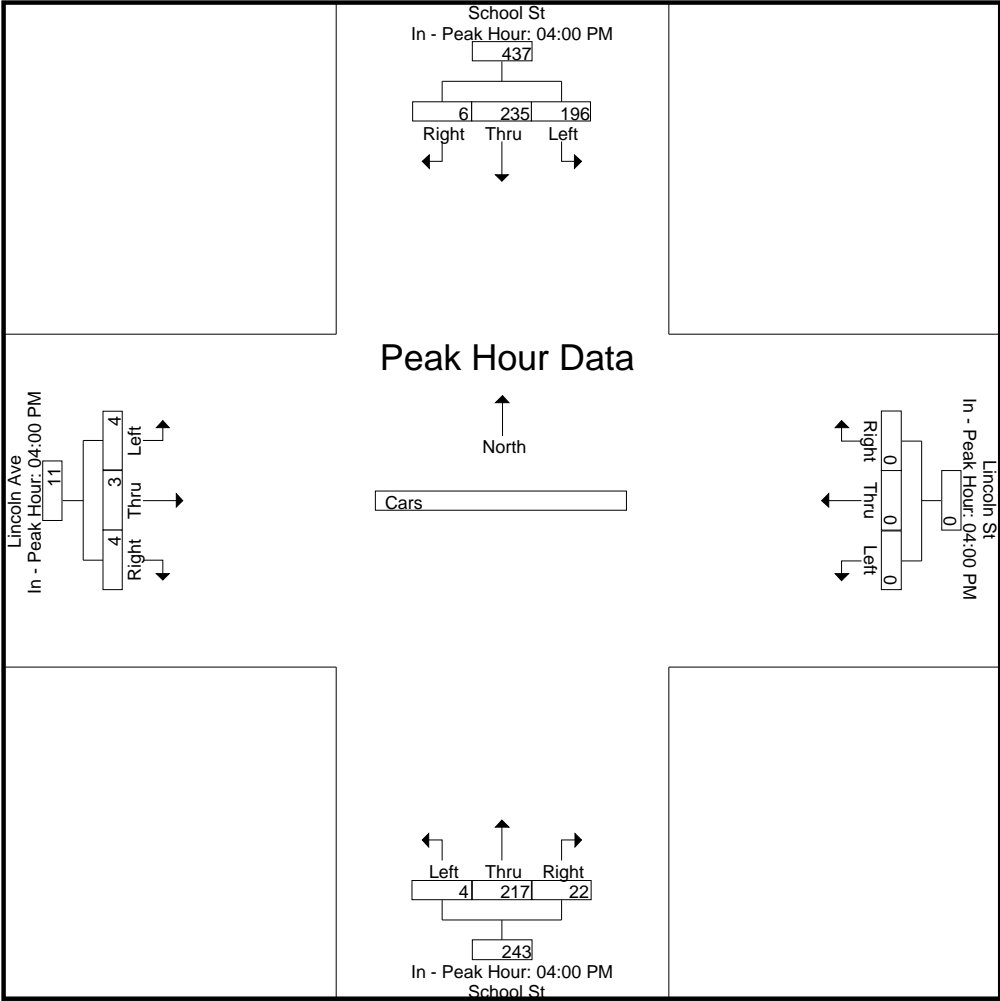 School St
In - Peak Hour: 04:00 PM
437
6 235 196
Right Thru Left
Peak Hour Data
North
Cars
Lincoln Ave
In - Peak Hour: 04:00 PM
11
4 3 4
Left Thru Right
Lincoln St
In - Peak Hour: 04:00 PM
0
0 0 0
Right Thru Left
Left Thru Right
4 217 22
243
In - Peak Hour: 04:00 PM
School St